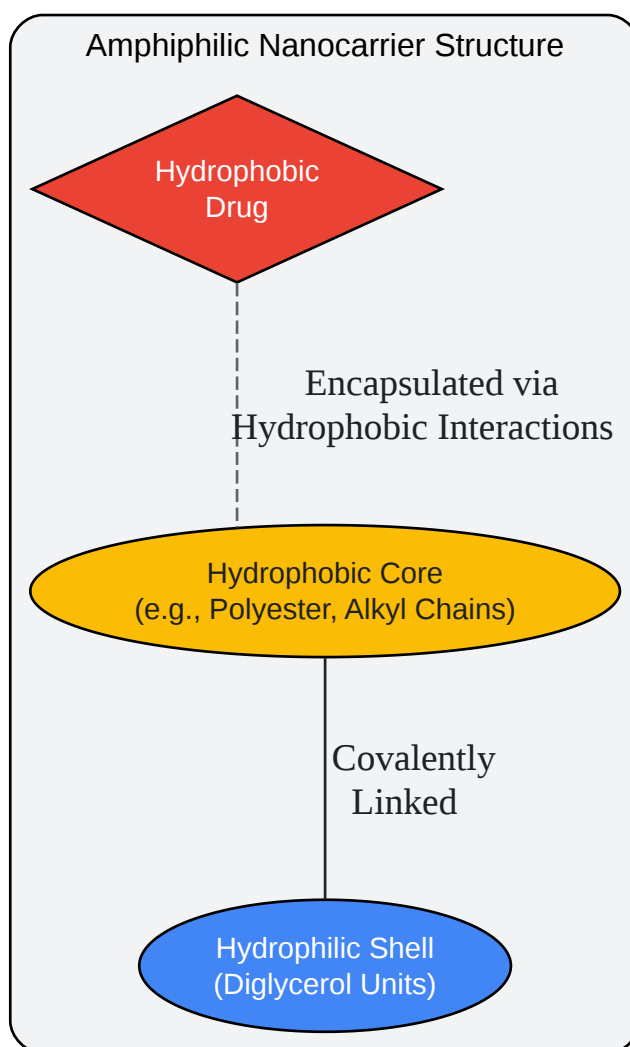 Amphiphilic Nanocarrier Structure
Hydrophobic
Drug
Encapsulated via
Hydrophobic Interactions
Hydrophobic Core
(e.g., Polyester, Alkyl Chains)
Covalently
Linked
Hydrophilic Shell
(Diglycerol Units)